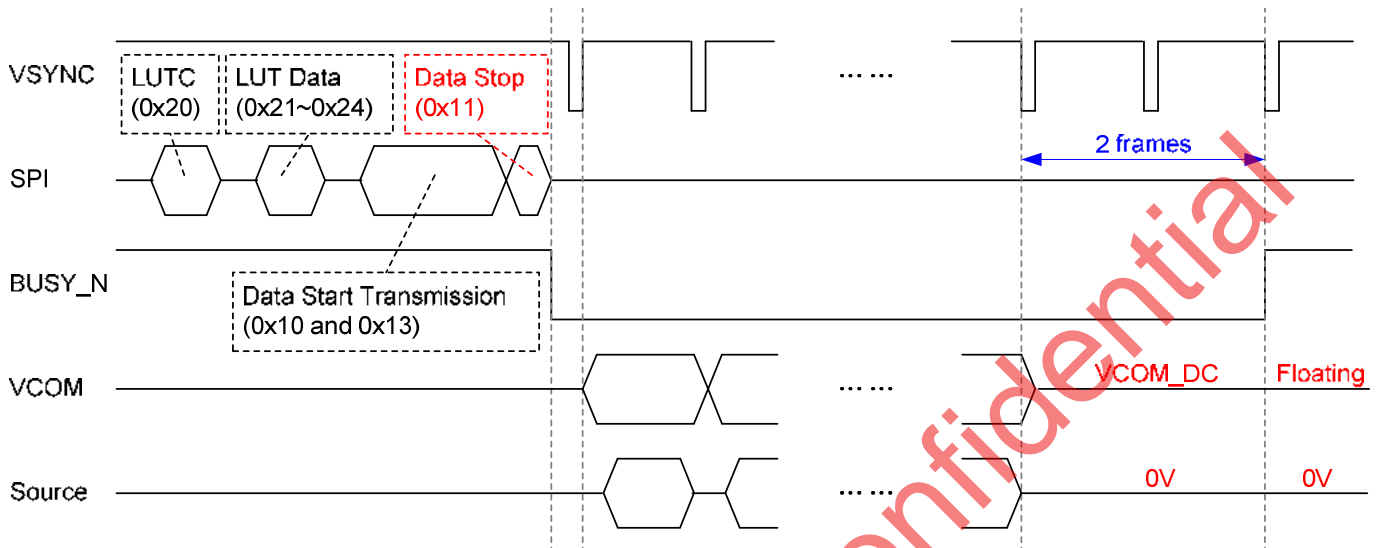 VSYNC
LUTC
(0x20)
LUT Data
(0x21~0x24)
Data Stop
(0x11)
... ...
2 frames
SPI
BUSY_N
Data Start Transmission
(0x10 and 0x13)
VCOM
... ...
VCOM_DC
Floating
Source
... ...
0V
0V
nfidential